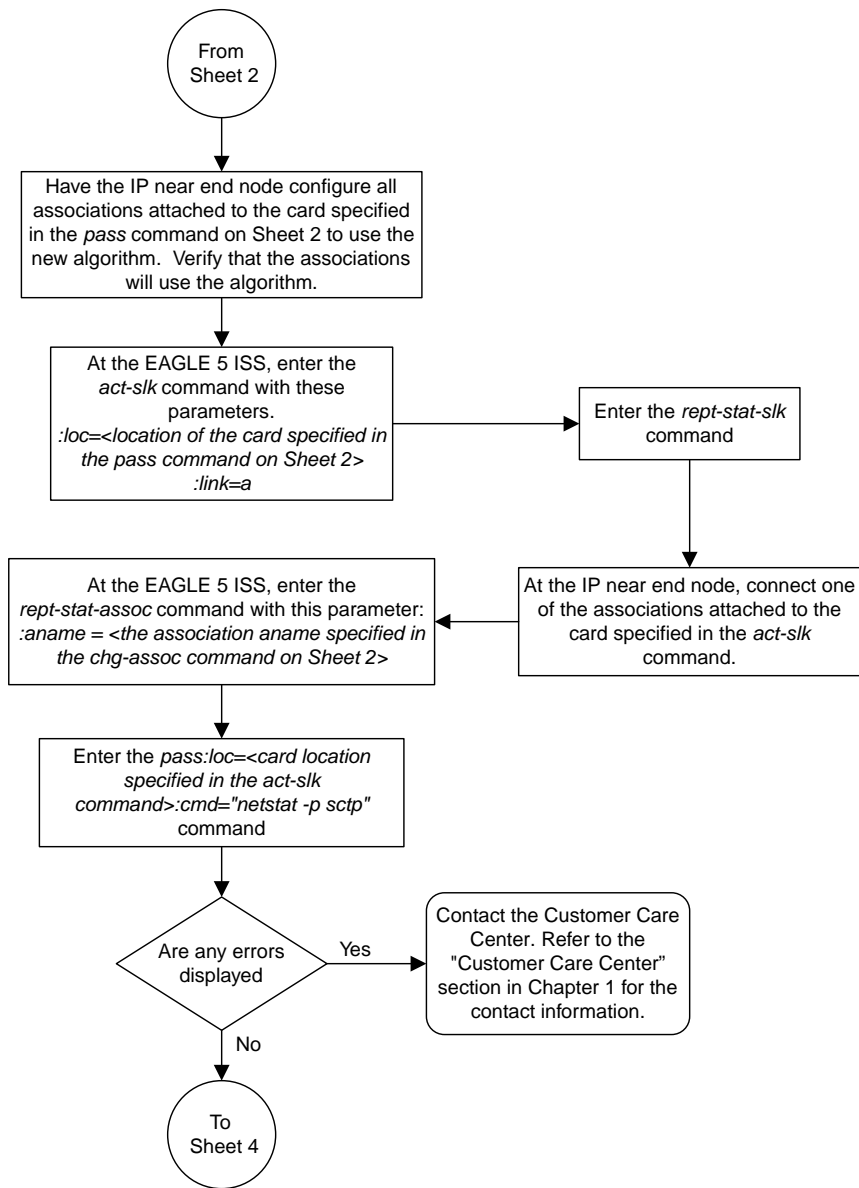 From
Sheet 2
Have the IP near end node configure all
associations attached to the card specified
in the pass command on Sheet 2 to use the
new algorithm.  Verify that the associations
will use the algorithm.
At the EAGLE 5 ISS, enter the
act-slk command with these
parameters.
:loc=<location of the card specified in
the pass command on Sheet 2>
:link=a
Enter the rept-stat-slk
command
At the IP near end node, connect one
of the associations attached to the
card specified in the act-slk
command.
At the EAGLE 5 ISS, enter the
rept-stat-assoc command with this parameter:
:aname = <the association aname specified in
the chg-assoc command on Sheet 2>
Enter the pass:loc=<card location
specified in the act-slk
command>:cmd="netstat -p sctp"
command
Are any errors
displayed
Yes
Contact the Customer Care
Center. Refer to the
"Customer Care Center”
section in Chapter 1 for the
contact information.
No
To
Sheet 4